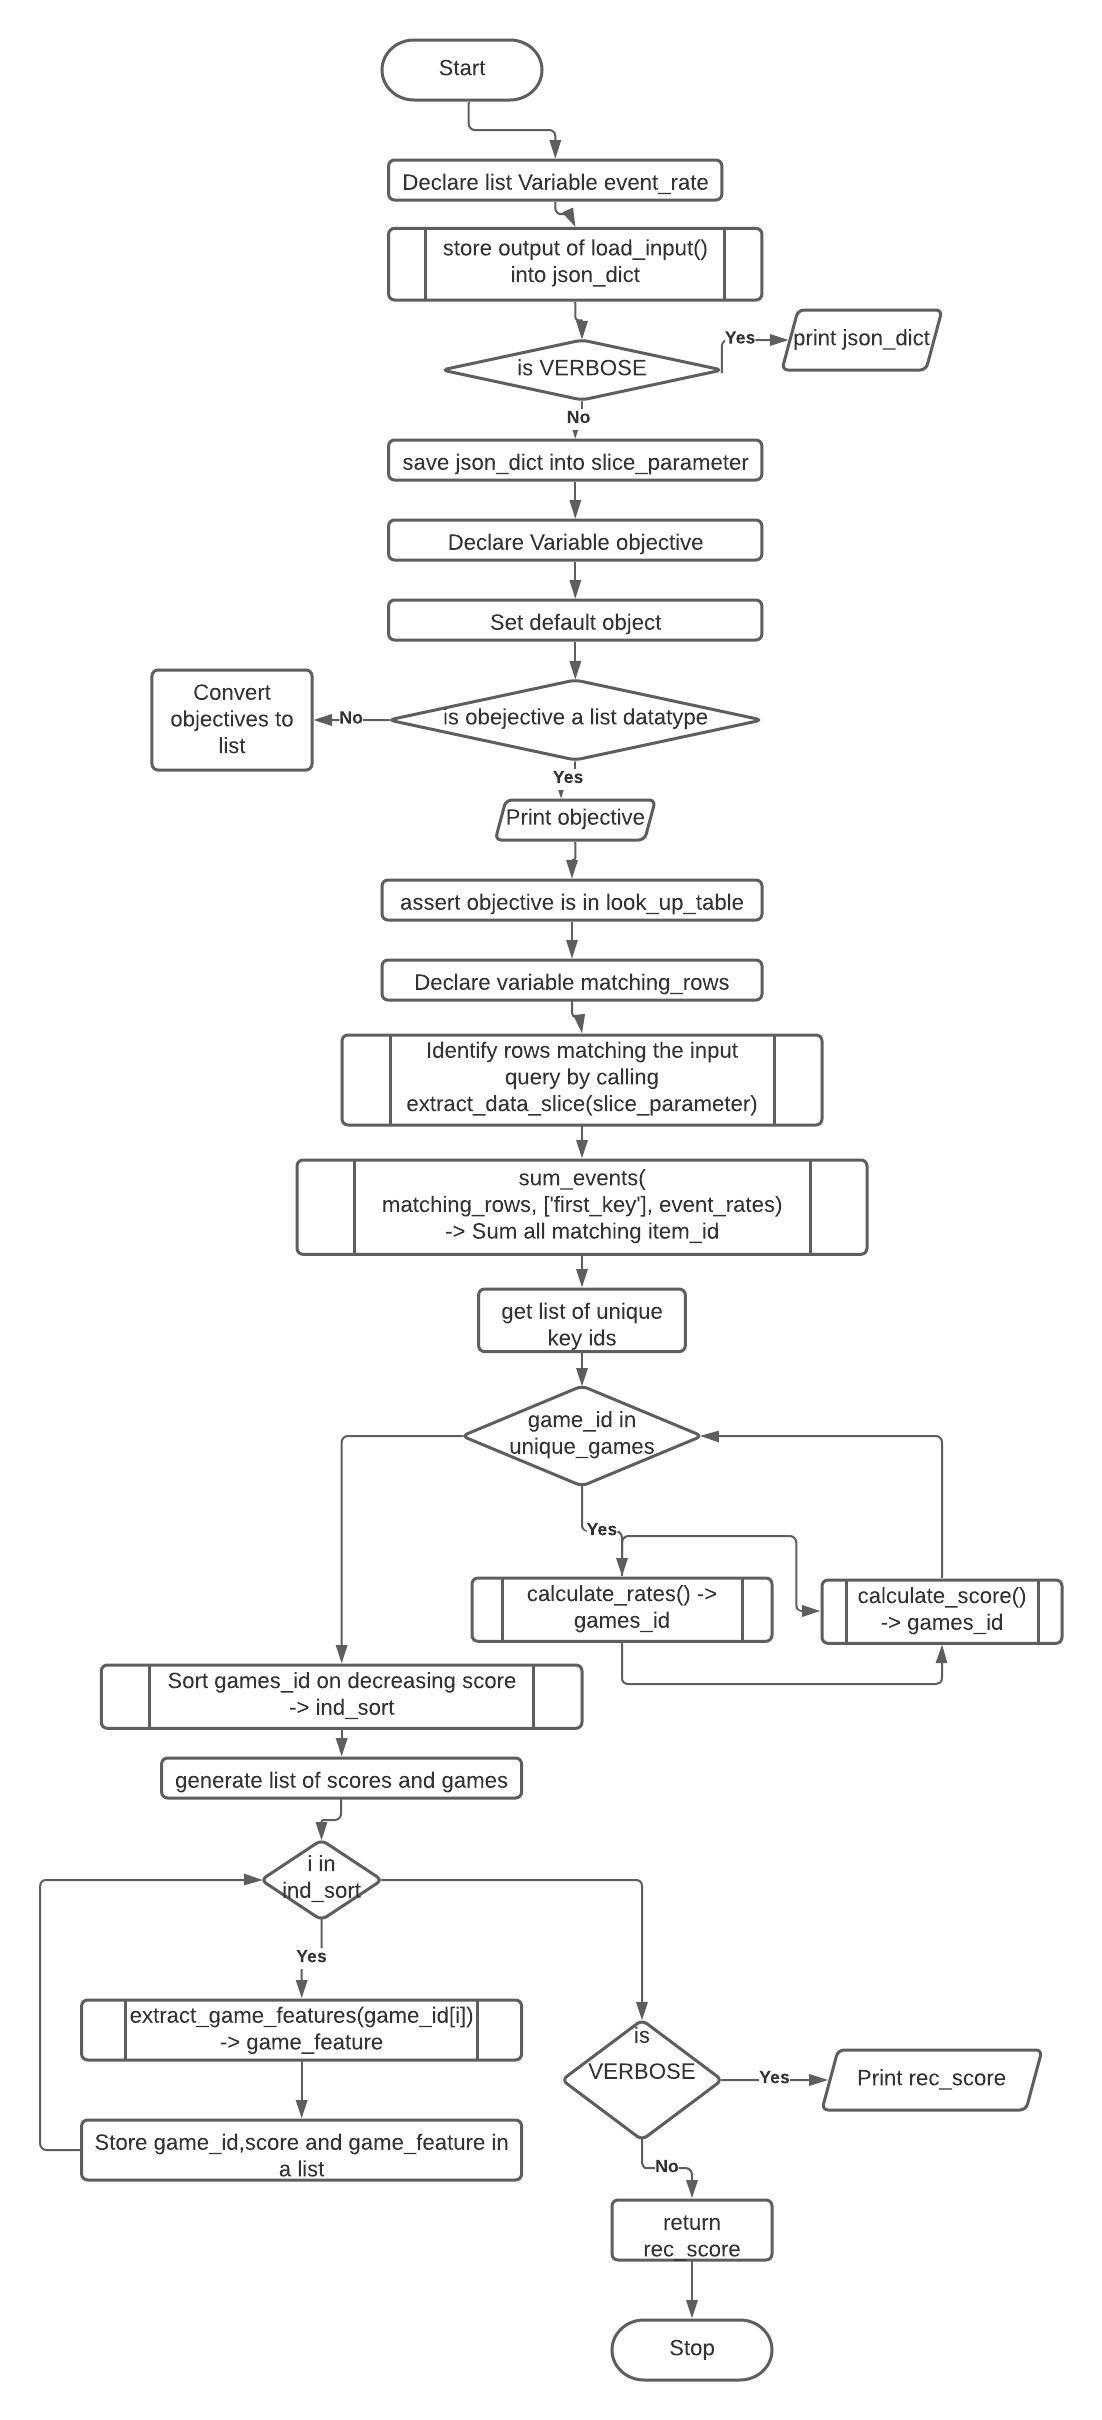 Start
Declare list Variable event_rate
store output of load_input()
into json_dict
is VERBOSE
Yes
print json_dict
No
save json_dict into slice_parameter
Declare Variable objective
Set default object
Convert
objectives to
list
No
is obejective a list datatype
Yes
Print objective
assert objective is in look_up_table
Declare variable matching_rows
Identify rows matching the input
query by calling
extract_data_slice(slice_parameter)
sum_events(
matching_rows, ['first_key'], event_rates)
-> Sum all matching item_id
get list of unique
key ids
game_id in
unique_games
Yes
calculate_rates() ->
games_id
calculate_score()
-> games_id
Sort games_id on decreasing score
-> ind_sort
generate list of scores and games
i in
ind_sort
Yes
extract_game_features(game_id[i])
-> game_feature
Store game_id,score and game_feature in
a list
is
VERBOSE
Yes
Print rec_score
No
return
rec_score
Stop